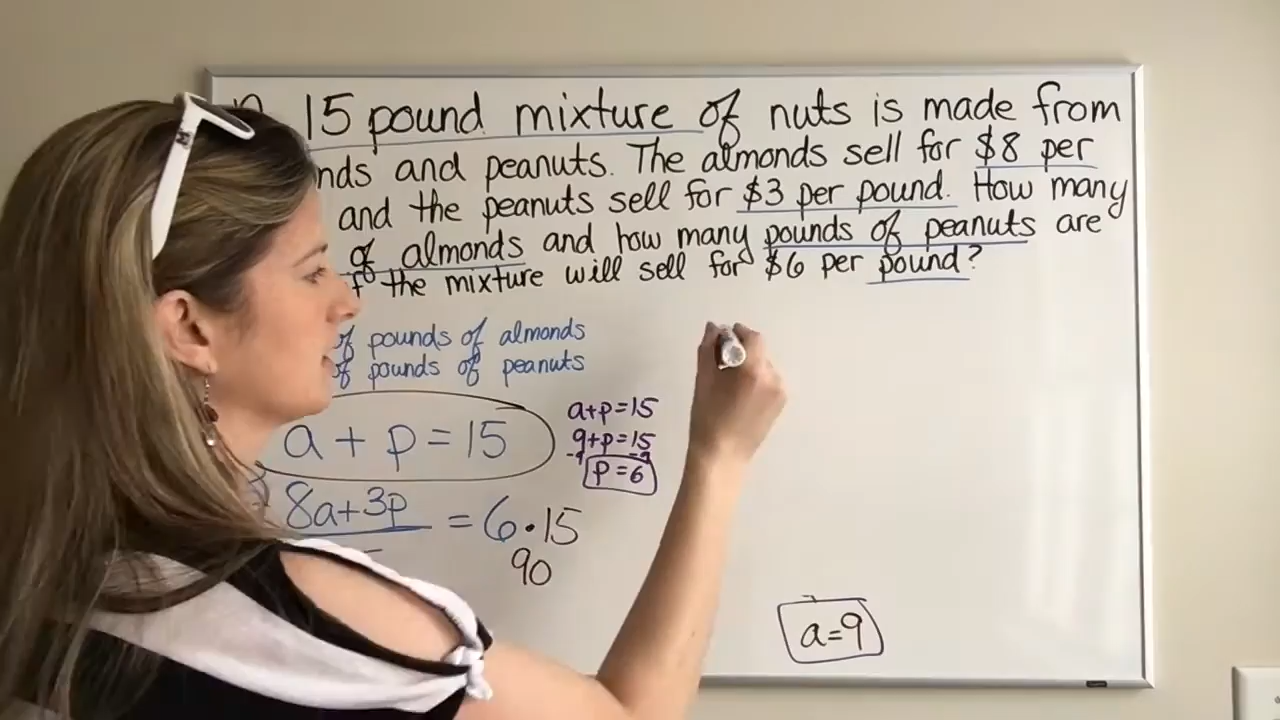 15 pound mixture of nuts is made from
and peanuts. The almonds sell for $8 per
and the peanuts sell for $3 per pound. How many
of almonds and how many pounds of peanuts are
the mixture will sell for $6 per pound?
of pounds of almonds
of pounds of peanuts
a + p = 15
8a+3p = 6·15
90
a+p=15
9+p=15
-9 -9
p=6
a=9